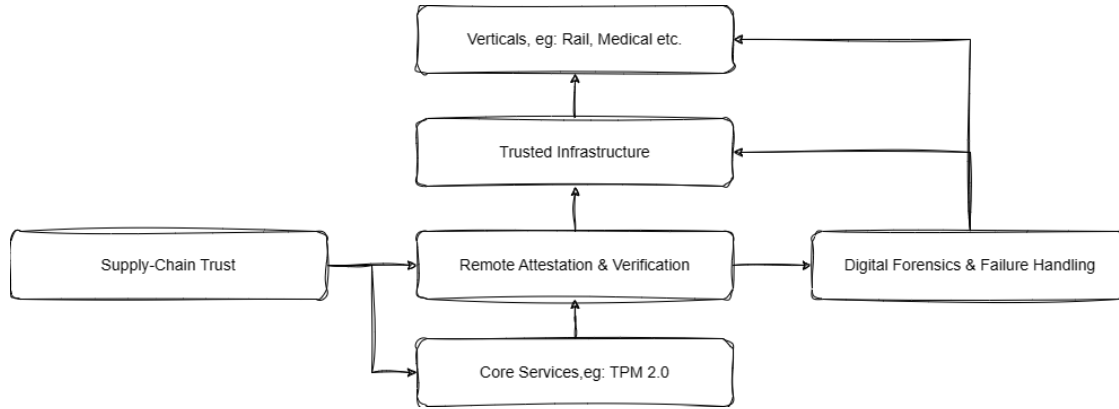 Verticals, eg: Rail, Medical etc.
Trusted Infrastructure
Supply-Chain Trust
Remote Attestation & Verification
Digital Forensics & Failure Handling
Core Services,eg: TPM 2.0